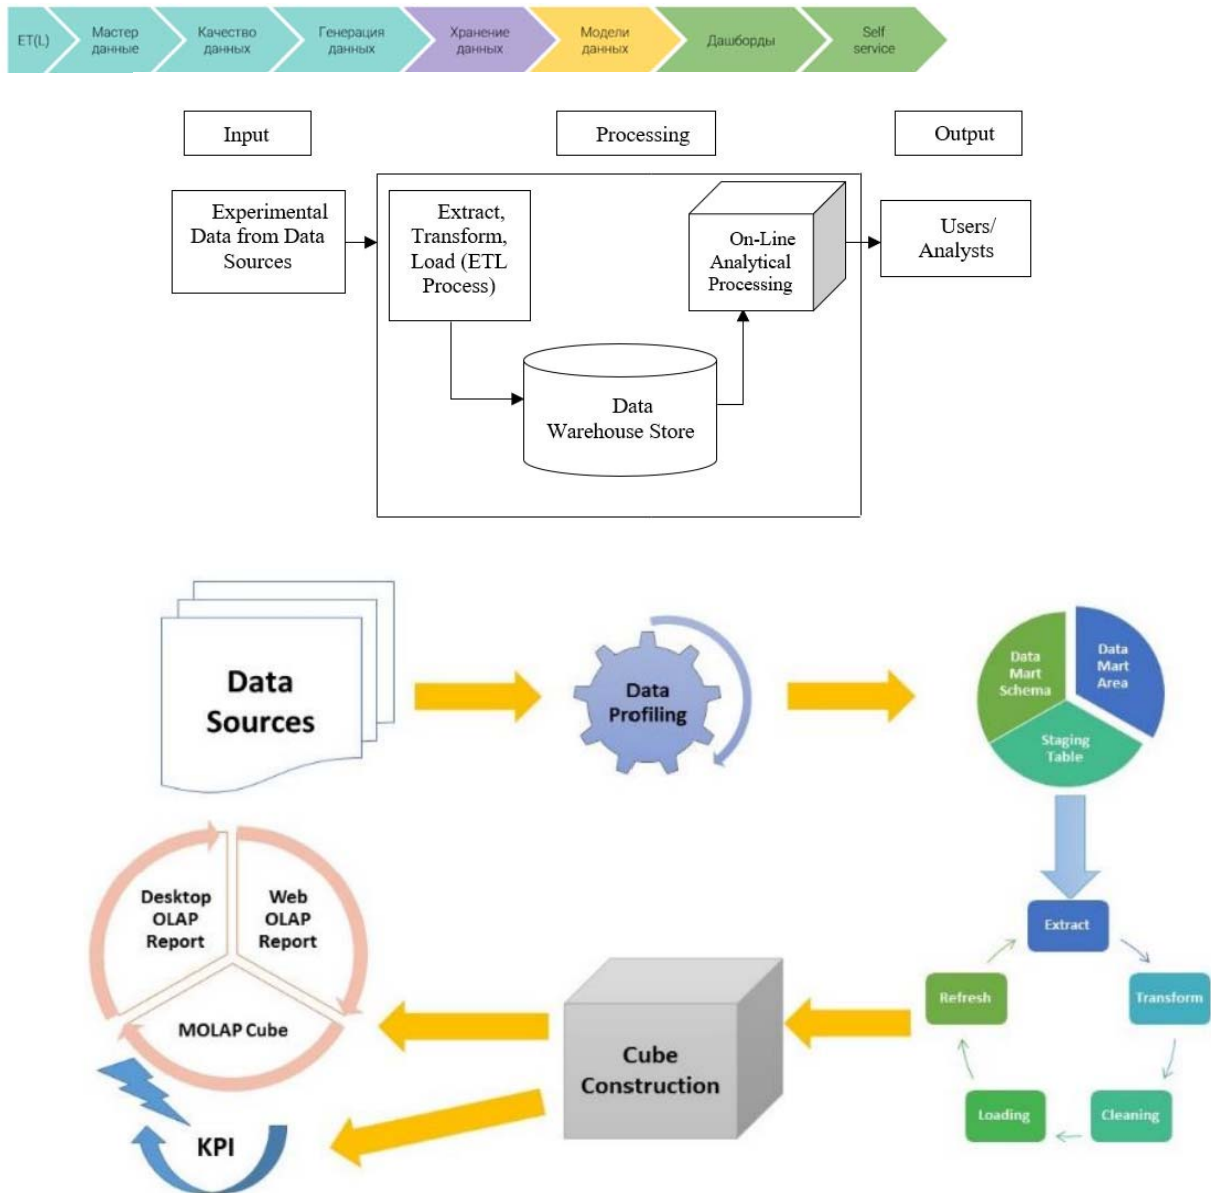 ET(L)
Мастер
данные
Качество
данных
Генерация
данных
Хранение
данных
Модели
данных
Дашборды
Self
service
Input
Processing
Output
Experimental
Data from Data
Sources
Extract,
Transform,
Load (ETL
Process)
On-Line
Analytical
Processing
Users/
Analysts
Data
Warehouse Store
Data
Sources
Data
Profiling
Data
Mart
Schema
Data
Mart
Area
Staging
Table
Extract
Transform
Cleaning
Loading
Refresh
Cube
Construction
Desktop
OLAP
Report
Web
OLAP
Report
MOLAP Cube
KPI